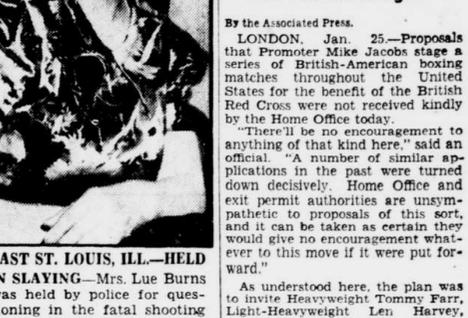 AST ST. LOUIS, ILL.—HELD
N SLAYING—Mrs. Lue Burns
as held by police for ques-
oning in the fatal shooting
By the Associated Press.
LONDON, Jan. 25.—Proposals
that Promoter Mike Jacobs stage a
series of British-American boxing
matches throughout the United
States for the benefit of the British
Red Cross were not received kindly
by the Home Office today.
"There'll be no encouragement to
anything of that kind here," said an
official. "A number of similar ap-
plications in the past were turned
down decisively. Home Office and
exit permit authorities are unsym-
pathetic to proposals of this sort,
and it can be taken as certain they
would give no encouragement what-
ever to this move if it were put for-
ward."
As understood here, the plan was
to invite Heavyweight Tommy Farr,
Light-Heavyweight Len Harvey,